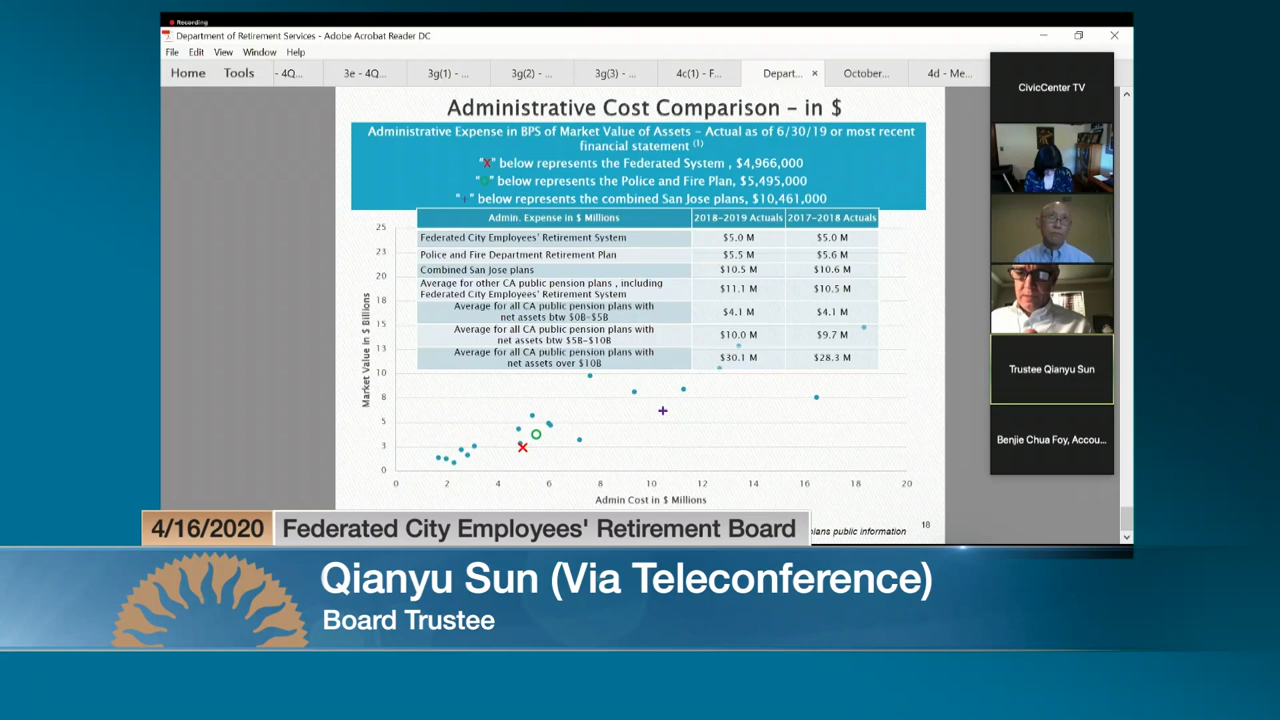 Recording
Department of Retirement Services - Adobe Acrobat Reader DC
File Edit View Window Help
Home Tools - 4Q... 3e - 4Q... 3g(1) - ... 3g(2) - ... 3g(3) - ... 4c(1) - F... Depart... × October... 4d - Me...
Administrative Cost Comparison – in $
Administrative Expense in BPS of Market Value of Assets – Actual as of 6/30/19 or most recent
financial statement (1)
"X" below represents the Federated System , $4,966,000
"O" below represents the Police and Fire Plan, $5,495,000
"+" below represents the combined San Jose plans, $10,461,000
Admin. Expense in $ Millions 2018-2019 Actuals 2017-2018 Actuals
Federated City Employees' Retirement System $5.0 M $5.0 M
Police and Fire Department Retirement Plan $5.5 M $5.6 M
Combined San Jose plans $10.5 M $10.6 M
Average for other CA public pension plans , including
Federated City Employees' Retirement System $11.1 M $10.5 M
Average for all CA public pension plans with
net assets btw $0B-$5B $4.1 M $4.1 M
Average for all CA public pension plans with
net assets btw $5B-$10B $10.0 M $9.7 M
Average for all CA public pension plans with
net assets over $10B $30.1 M $28.3 M
Market Value in $ Billions
25
23
20
18
15
13
10
8
5
3
0
0 2 4 6 8 10 12 14 16 18 20
Admin Cost in $ Millions
plans public information
18
CivicCenter TV
Trustee Qianyu Sun
Benjie Chua Foy, Accou...
4/16/2020 Federated City Employees' Retirement Board
Qianyu Sun (Via Teleconference)
Board Trustee